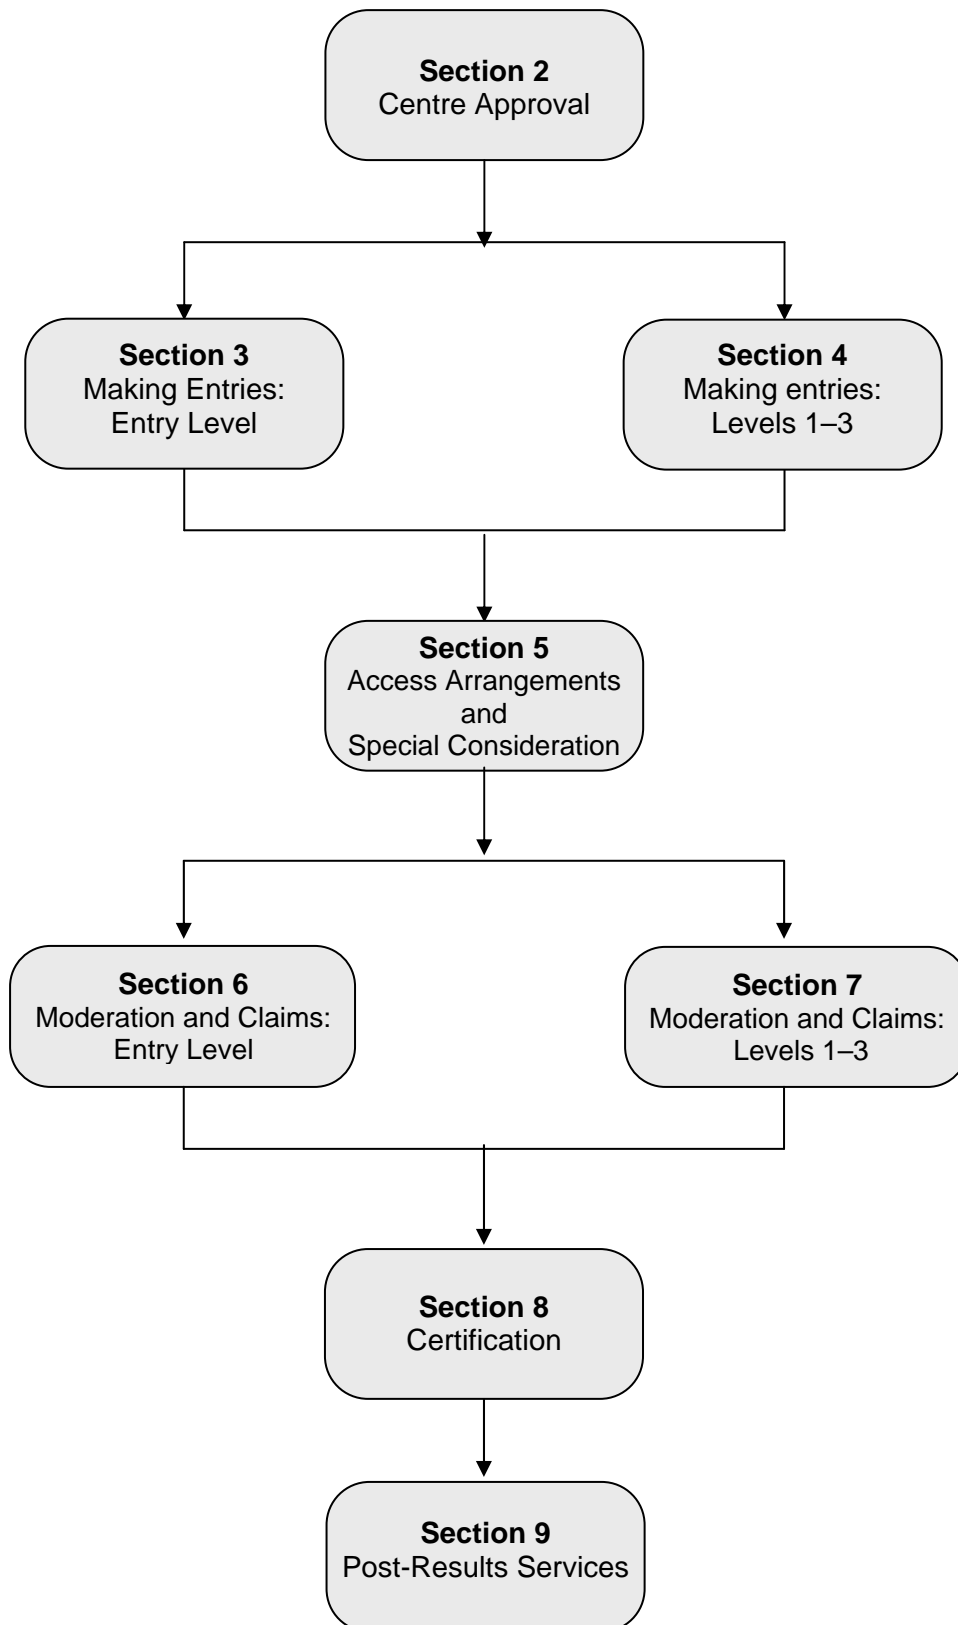 Section 2
Centre Approval
Section 3
Making Entries:
Entry Level
Section 4
Making entries:
Levels 1–3
Section 5
Access Arrangements
and
Special Consideration
Section 6
Moderation and Claims:
Entry Level
Section 7
Moderation and Claims:
Levels 1–3
Section 8
Certification
Section 9
Post-Results Services